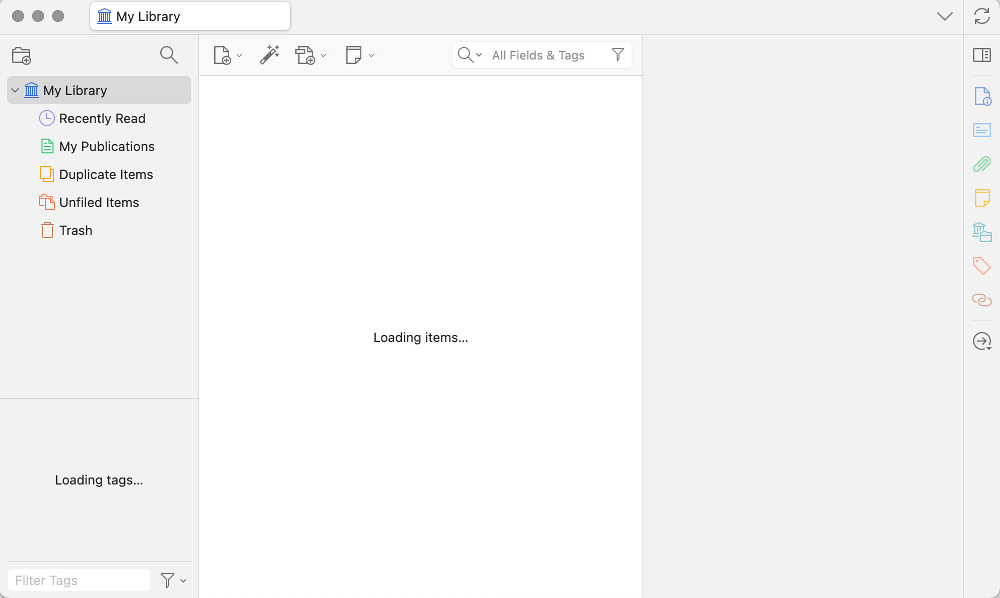 My Library
All Fields & Tags
My Library
Recently Read
My Publications
Duplicate Items
Unfiled Items
Trash
Loading items...
Loading tags...
Filter Tags